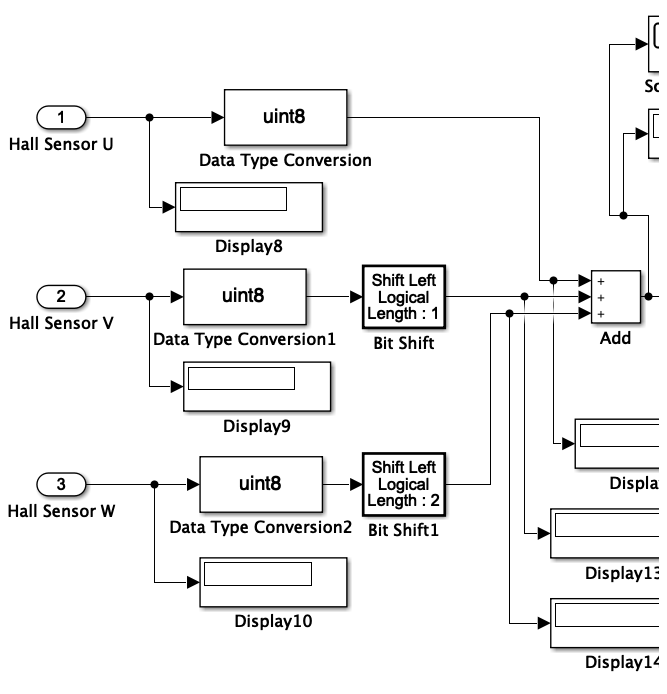 1
Hall Sensor U
uint8
Data Type Conversion
Sc
Display8
2
Hall Sensor V
uint8
Data Type Conversion1
Shift Left
Logical
Length : 1
Bit Shift
+
+
+
Add
Display9
3
Hall Sensor W
uint8
Data Type Conversion2
Shift Left
Logical
Length : 2
Bit Shift1
Display10
Displa
Display13
Display14